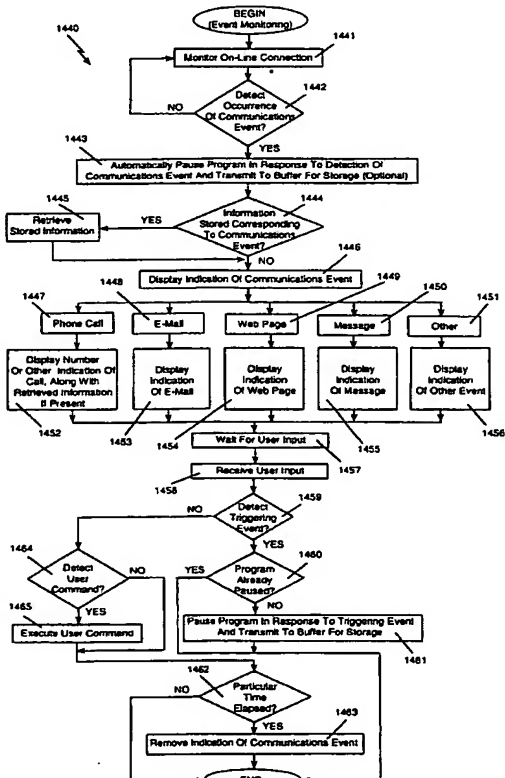 1440
BEGIN
(Event Monitoring)
1441
Monitor On-Line Connection
1442
Detect
Occurrence
Of Communications
Event?
NO
YES
1443
Automatically Pause Program In Response To Detection Of
Communications Event And Transmit To Buffer For Storage (Optional)
1445
1444
Retrieve
Stored Information
YES
Information
Stored Corresponding
To Communications
Event?
NO
1446
Display Indication Of Communications Event
1447
1448
1449
1450
1451
Phone Call
E-Mail
Web Page
Message
Other
Display Number
Or Other Indication Of
Call, Along With
Retrieved Information
If Present
Display
Indication
Of E-Mail
Display
Indication
Of Web Page
Display
Indication
Of Message
Display
Indication
Of Other Event
1452
1453
1454
1455
1456
Wait For User Input
1457
Receive User Input
1458
1459
Detect
Triggering
Event?
NO
YES
1464
Detect
User
Command?
NO
YES
1460
Program
Already
Paused?
YES
NO
1465
Execute User Command
Pause Program In Response To Triggering Event
And Transmit To Buffer For Storage
1461
1462
Particular
Time
Elapsed?
NO
YES
1463
Remove Indication Of Communications Event
END